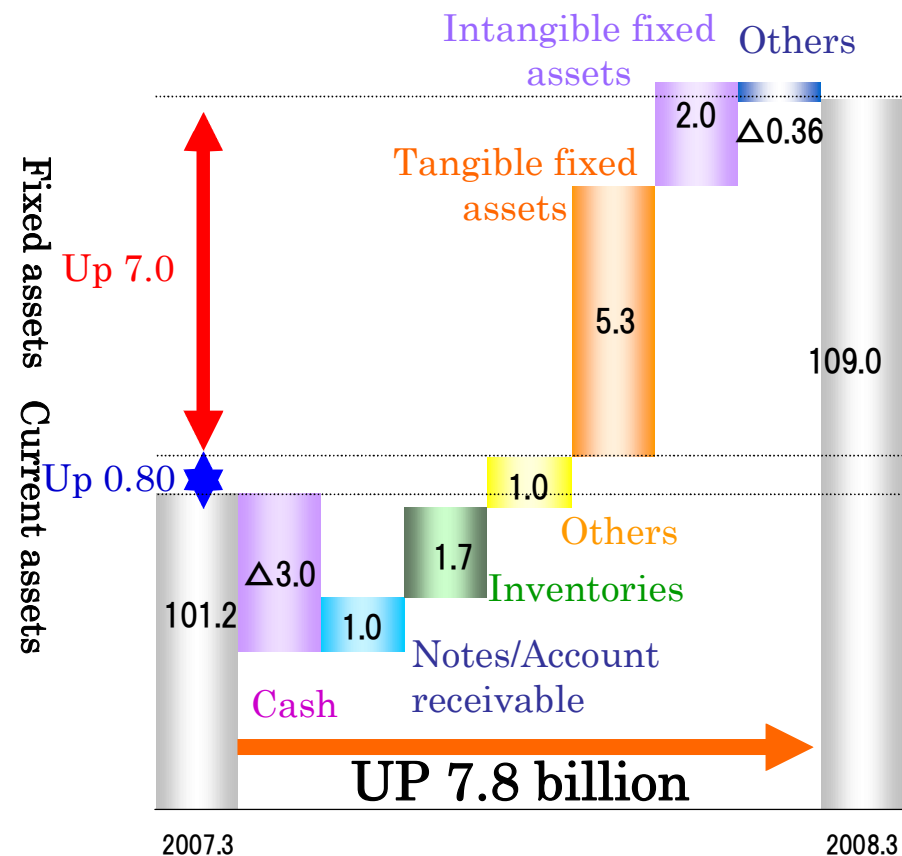 Intangible fixed
assets
Others
2.0
△0.36
Tangible fixed
assets
Fixed assets
Up 7.0
5.3
109.0
Current assets
Up 0.80
1.0
Others
△3.0
1.7
Inventories
101.2
1.0
Notes/Account
receivable
Cash
UP 7.8 billion
2007.3
2008.3